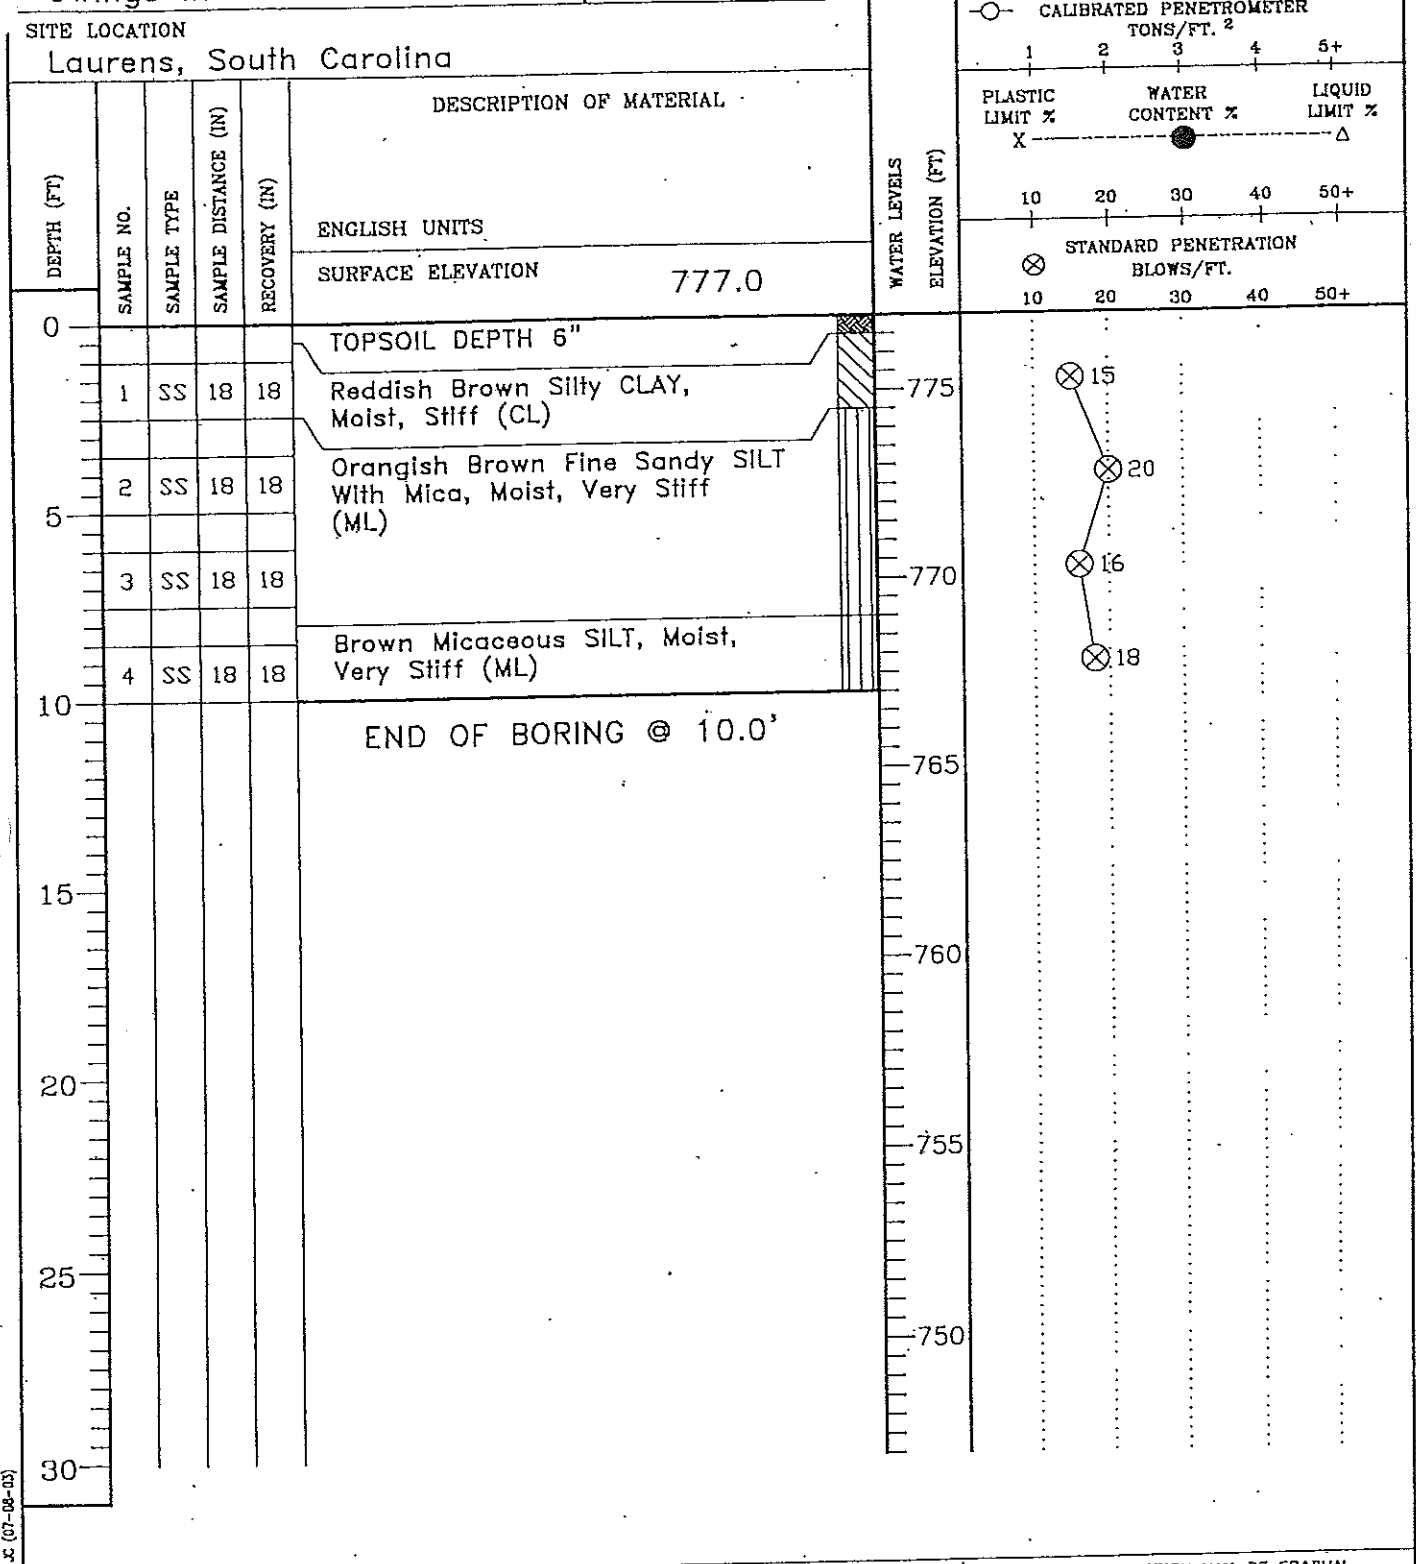 SITE LOCATION
Laurens, South Carolina
CALIBRATED PENETROMETER
TONS/FT. 2
1 2 3 4 5+
PLASTIC LIMIT %
WATER CONTENT %
LIQUID LIMIT %
X
10 20 30 40 50+
STANDARD PENETRATION
BLOWS/FT.
10 20 30 40 50+
DEPTH (FT)
SAMPLE NO.
SAMPLE TYPE
SAMPLE DISTANCE (IN)
RECOVERY (IN)
DESCRIPTION OF MATERIAL
ENGLISH UNITS
SURFACE ELEVATION 777.0
WATER LEVELS
ELEVATION (FT)
0
TOPSOIL DEPTH 6"
1 SS 18 18
Reddish Brown Silty CLAY,
Moist, Stiff (CL)
775
15
Orangish Brown Fine Sandy SILT
With Mica, Moist, Very Stiff
(ML)
2 SS 18 18
20
5
3 SS 18 18
770
16
Brown Micaceous SILT, Moist,
Very Stiff (ML)
4 SS 18 18
18
10
END OF BORING @ 10.0'
765
15
760
20
755
25
750
30
(07-08-03)